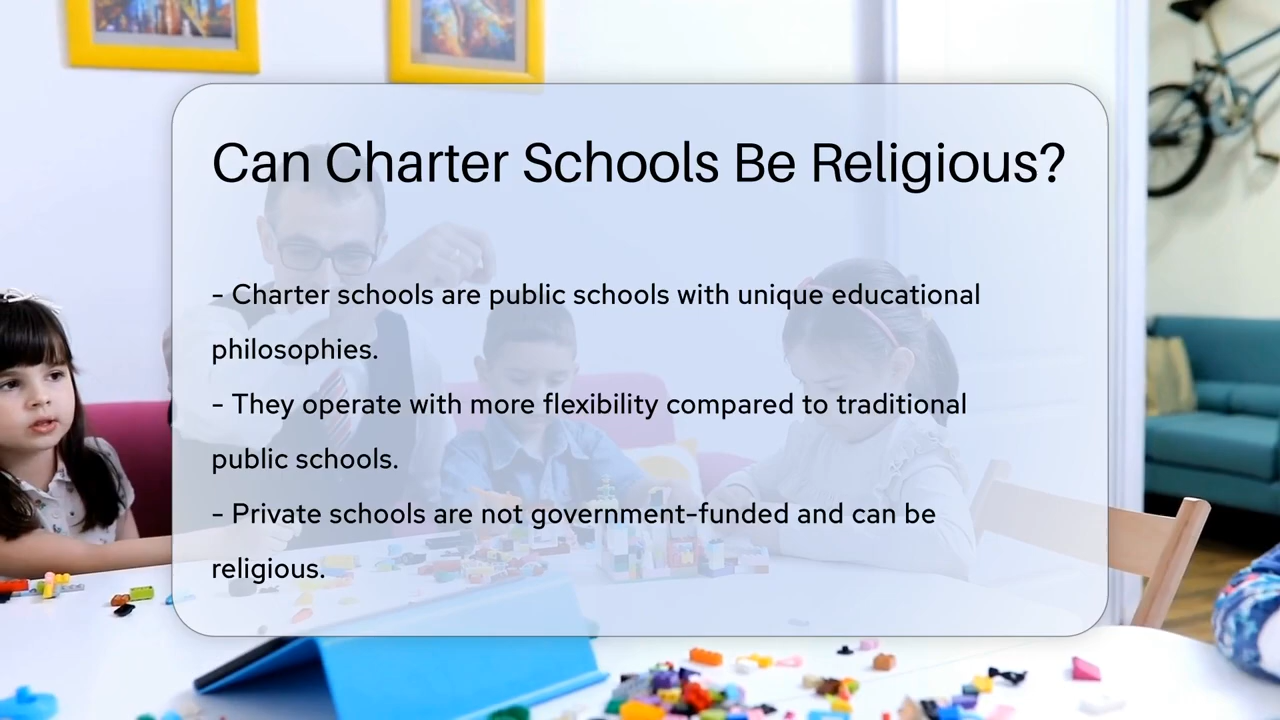 Can Charter Schools Be Religious?
- Charter schools are public schools with unique educational
philosophies.
- They operate with more flexibility compared to traditional
public schools.
- Private schools are not government-funded and can be
religious.